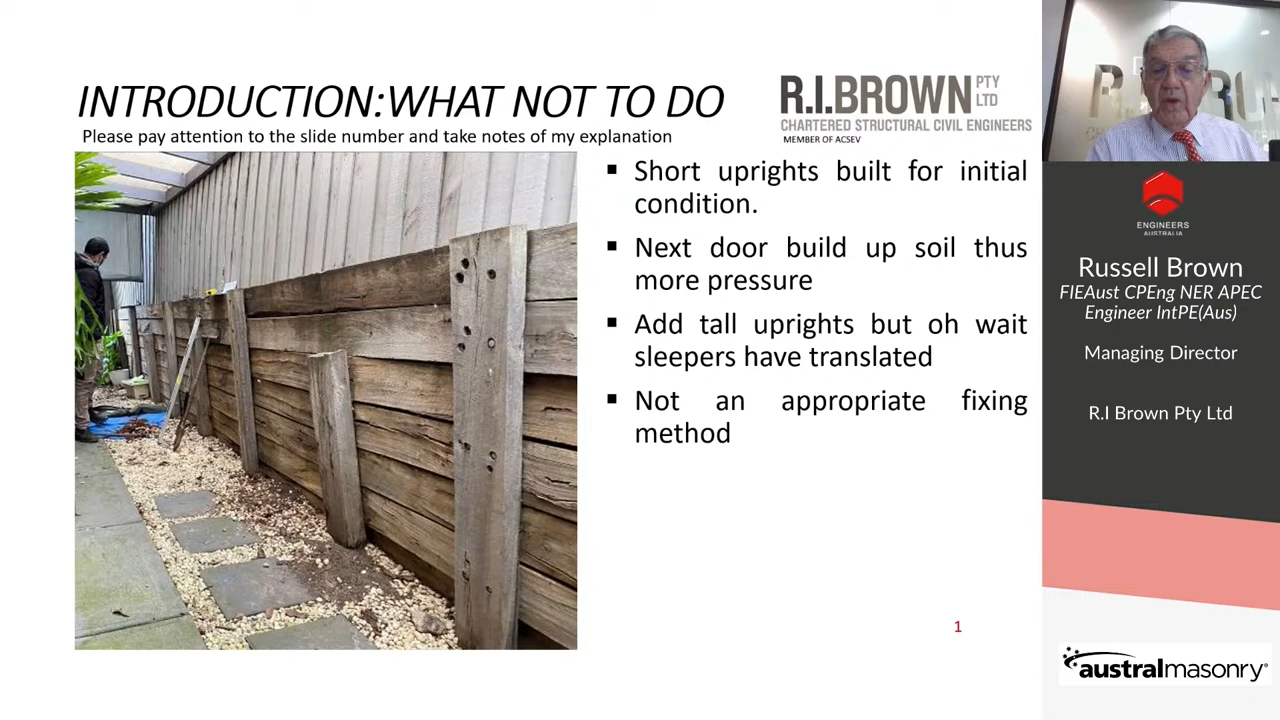 INTRODUCTION:WHAT NOT TO DO
Please pay attention to the slide number and take notes of my explanation
R.I.BROWN PTY
LTD
CHARTERED STRUCTURAL CIVIL ENGINEERS
MEMBER OF ACSEV
Short uprights built for initial
condition.
Next door build up soil thus
more pressure
Add tall uprights but oh wait
sleepers have translated
Not an appropriate fixing
method
1
ENGINEERS
AUSTRALIA
Russell Brown
FIEAust CPEng NER APEC
Engineer IntPE(Aus)
Managing Director
R.I Brown Pty Ltd
australmasonry®